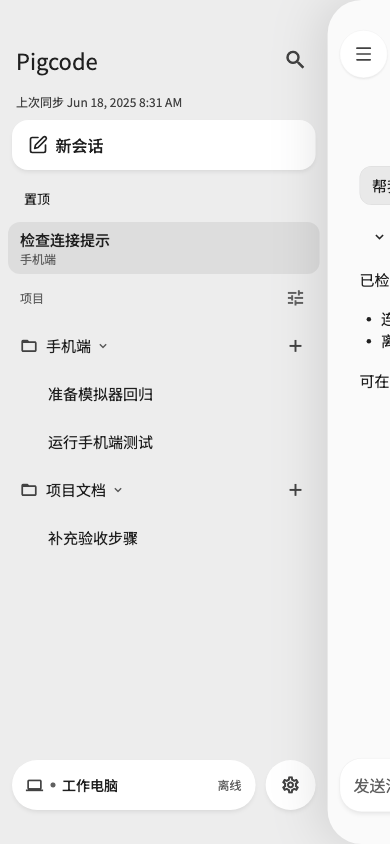 Pigcode
上次同步 Jun 18, 2025 8:31 AM
新会话
置顶
检查连接提示
手机端
项目
手机端
准备模拟器回归
运行手机端测试
项目文档
补充验收步骤
工作电脑
离线
已检
可在
发送